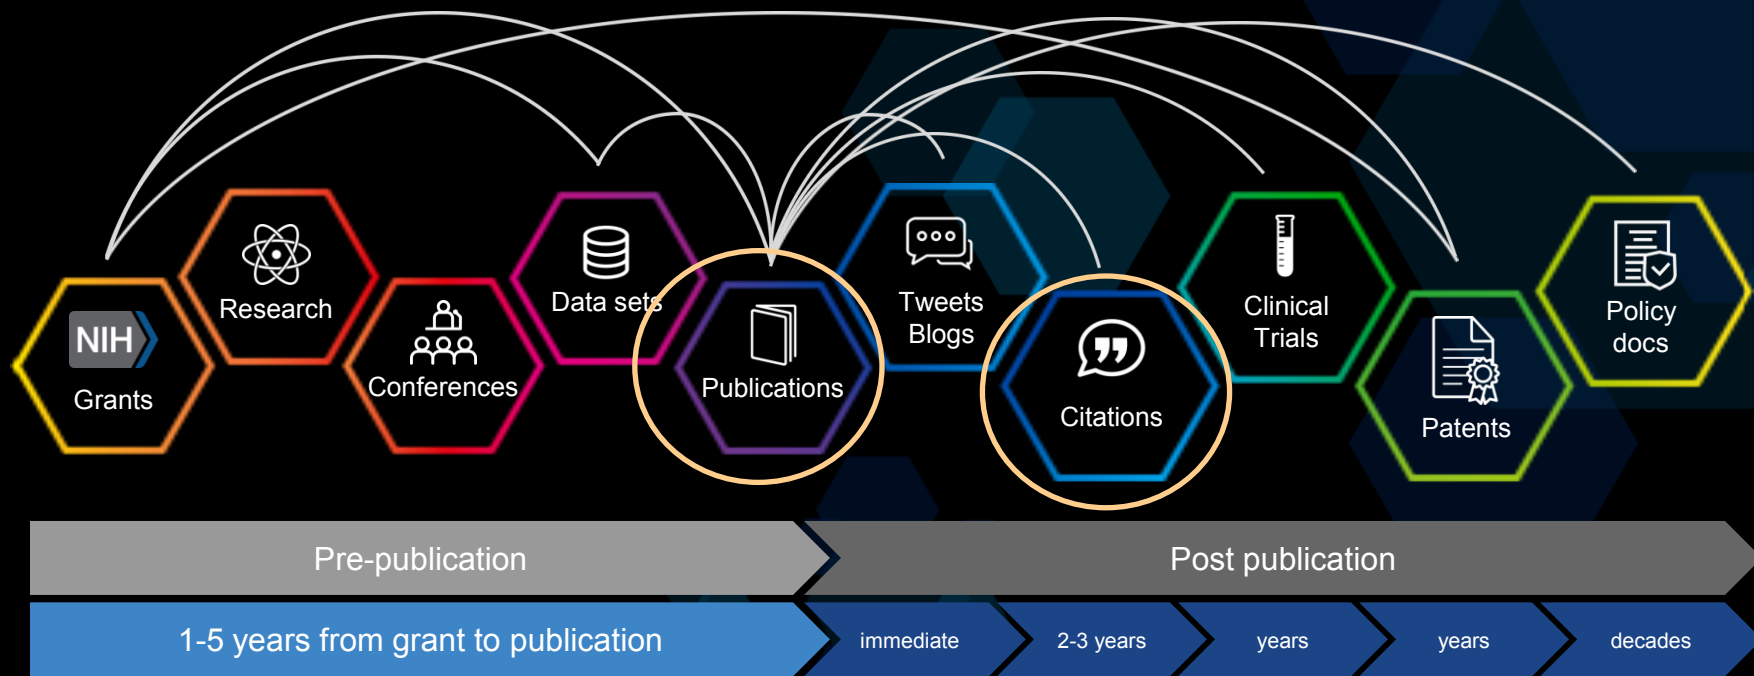 NIH
Grants
Research
Conferences
Data sets
Publications
Tweets
Blogs
Citations
Clinical
Trials
Patents
Policy
docs
Pre-publication
Post publication
1-5 years from grant to publication
immediate
2-3 years
years
years
decades